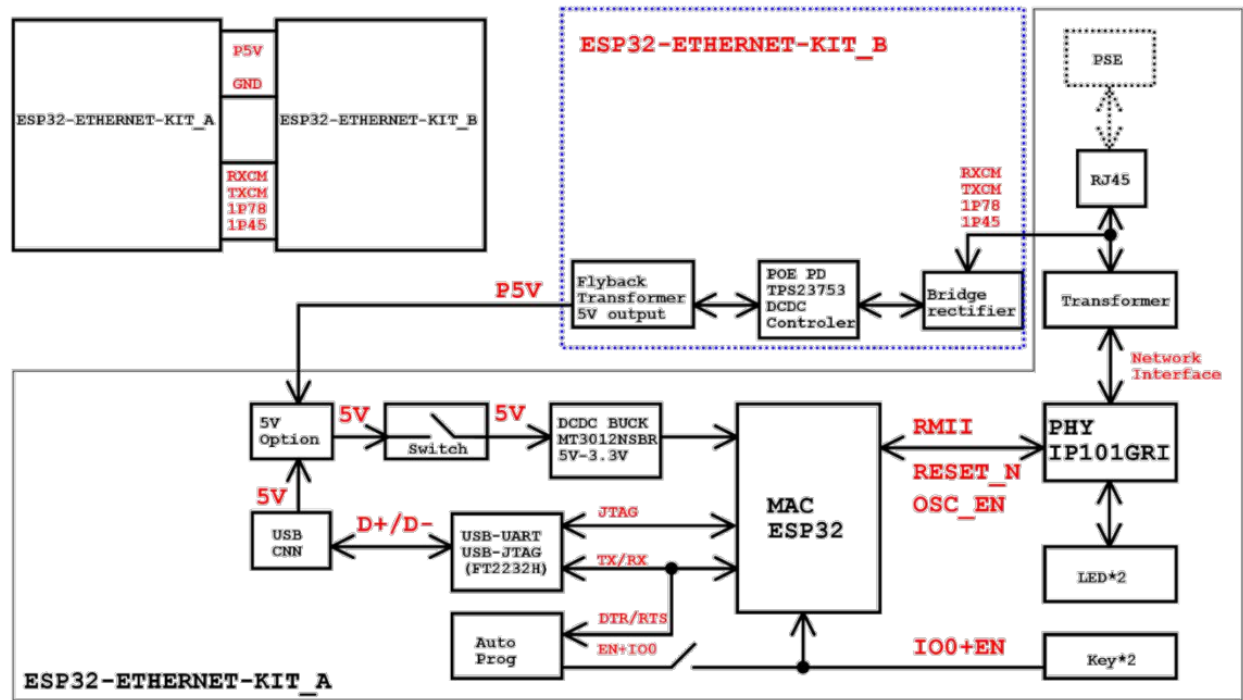 P5V
GND
ESP32-ETHERNET-KIT_A
ESP32-ETHERNET-KIT_B
RXCM
TXCM
1P78
1P45
ESP32-ETHERNET-KIT_B
PSE
RJ45
RXCM
TXCM
1P78
1P45
P5V
Flyback
Transformer
5V output
POE PD
TPS23753
DCDC
Controler
Bridge
rectifier
Transformer
Network
Interface
5V
Option
5V
Switch
5V
DCDC BUCK
MT3012NSBR
5V-3.3V
MAC
ESP32
RMII
RESET_N
OSC_EN
PHY
IP101GRI
5V
USB
CNN
D+/D-
USB-UART
USB-JTAG
(FT2232H)
JTAG
TX/RX
LED*2
DTR/RTS
Auto
Prog
EN+IO0
IO0+EN
Key*2
ESP32-ETHERNET-KIT_A